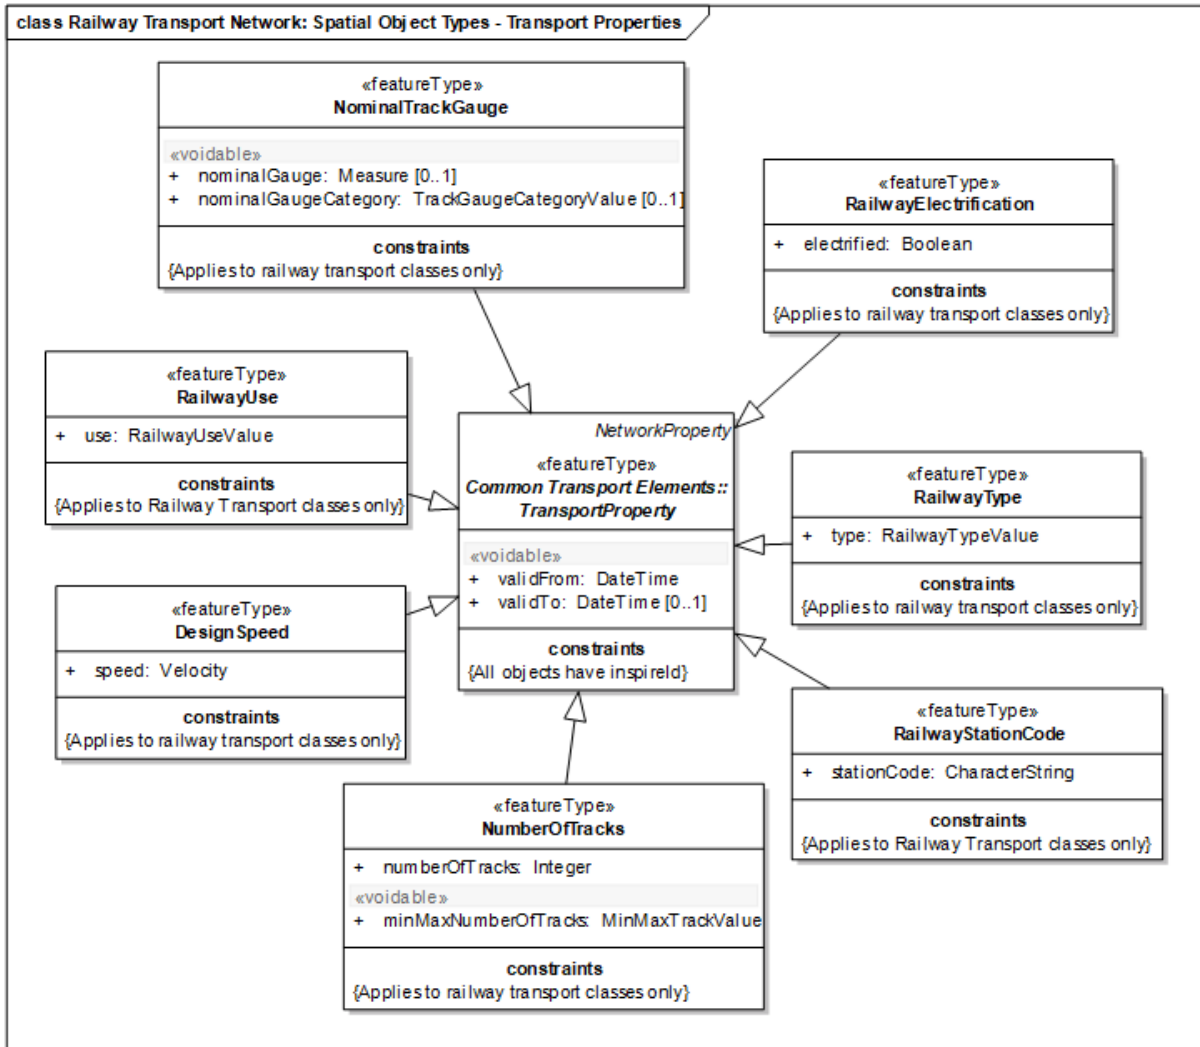 class Railway Transport Network: Spatial Object Types - Transport Properties
«featureType»
NominalTrackGauge
«voidable»
+ nominalGauge: Measure [0..1]
+ nominalGaugeCategory: TrackGaugeCategoryValue [0..1]
constraints
{Applies to railway transport classes only}
«featureType»
RailwayElectrification
+ electrified: Boolean
constraints
{Applies to railway transport classes only}
«featureType»
RailwayUse
+ use: RailwayUseValue
constraints
{Applies to Railway Transport classes only}
NetworkProperty
«featureType»
Common Transport Elements::
TransportProperty
«voidable»
+ validFrom: DateTime
+ validTo: DateTime [0..1]
constraints
{All objects have inspireId}
«featureType»
RailwayType
+ type: RailwayTypeValue
constraints
{Applies to railway transport classes only}
«featureType»
DesignSpeed
+ speed: Velocity
constraints
{Applies to railway transport classes only}
«featureType»
RailwayStationCode
+ stationCode: CharacterString
constraints
{Applies to Railway Transport classes only}
«featureType»
NumberOfTracks
+ numberOfTracks: Integer
«voidable»
+ minMaxNumberOfTracks: MinMaxTrackValue
constraints
{Applies to railway transport classes only}